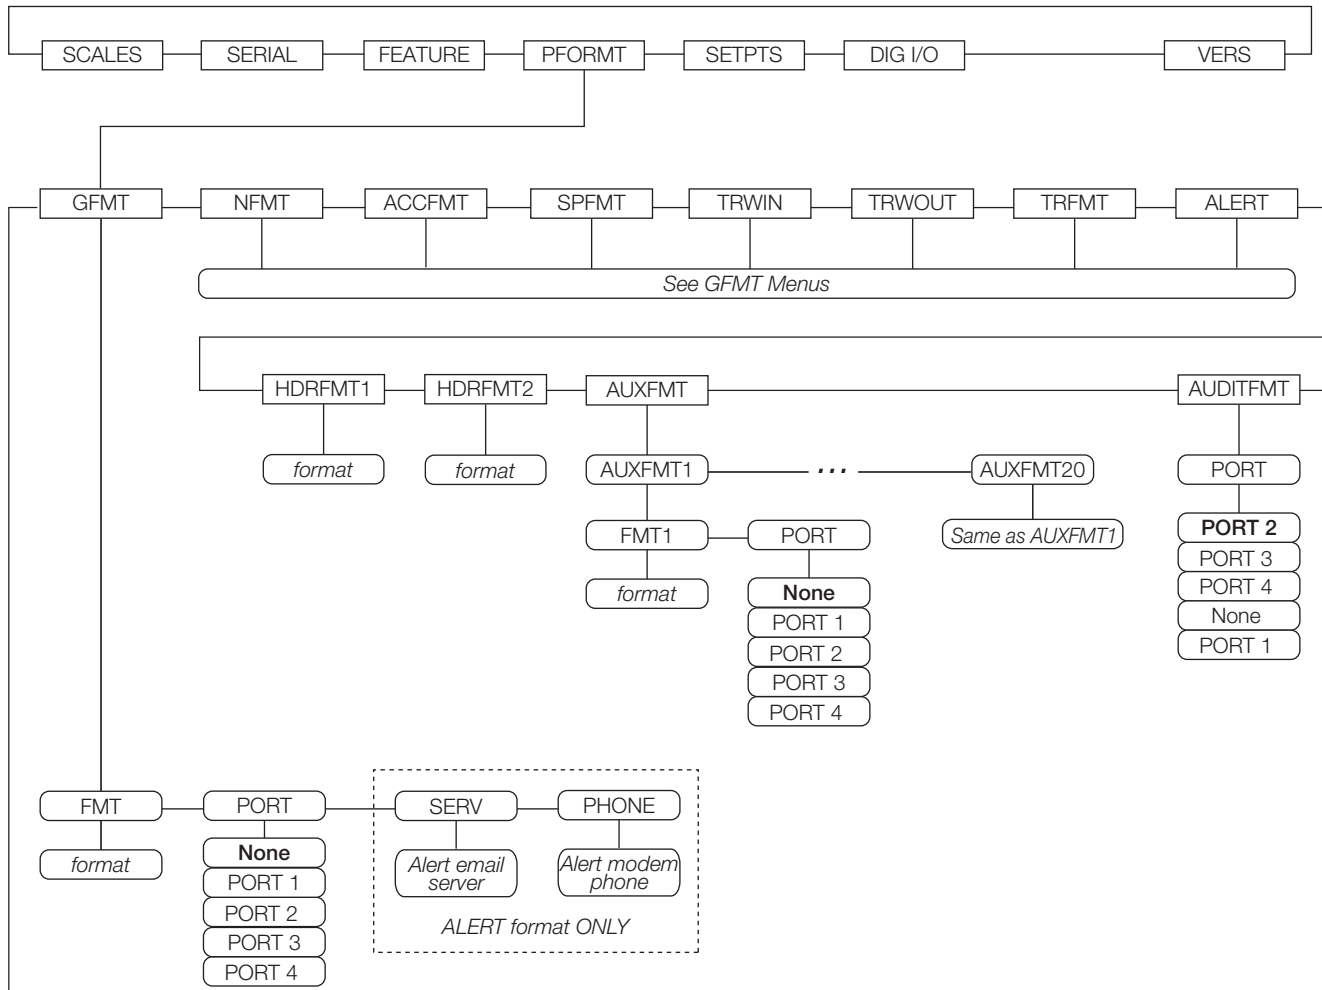 SCALES SERIAL FEATURE PFORMT SETPTS DIG I/O VERS
GFMT NFMT ACCFMT SPFMT TRWIN TRWOUT TRFMT ALERT
See GFMT Menus
HDRFMT1 HDRFMT2 AUXFMT AUDITFMT
format format AUXFMT1 ... AUXFMT20 PORT
FMT1 PORT Same as AUXFMT1 PORT 2
PORT 3
format None PORT 4
PORT 1 None
PORT 2 PORT 1
PORT 3
PORT 4
FMT PORT SERV PHONE
format None Alert email server Alert modem phone
PORT 1
PORT 2 ALERT format ONLY
PORT 3
PORT 4